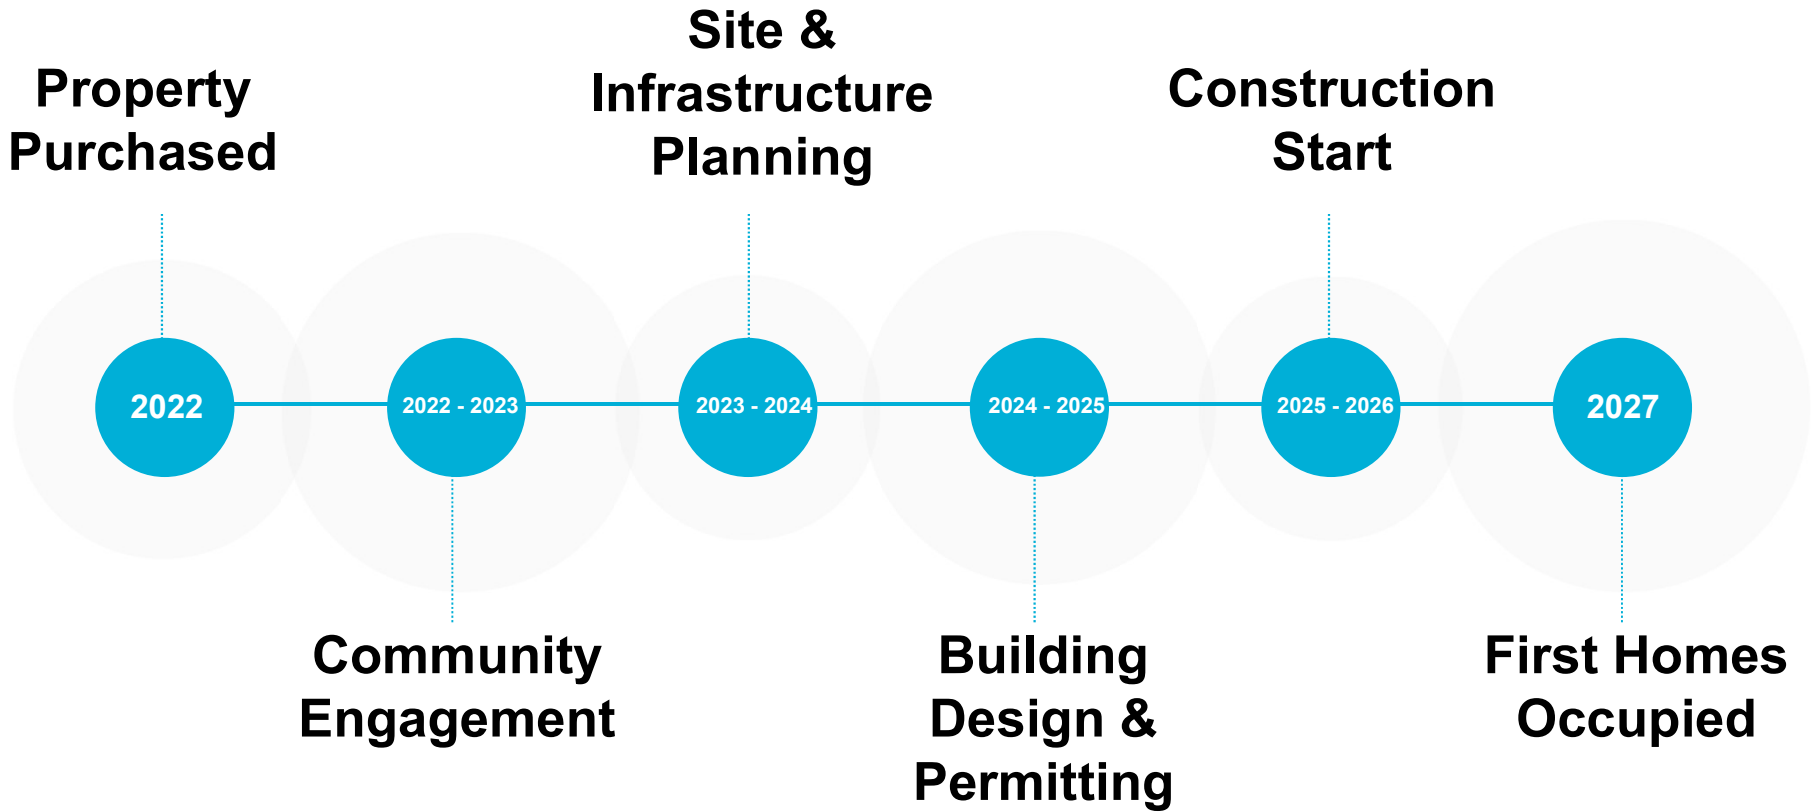 Property
Purchased
Site &
Infrastructure
Planning
Construction
Start
2022
2022 - 2023
2023 - 2024
2024 - 2025
2025 - 2026
2027
Community
Engagement
Building
Design &
Permitting
First Homes
Occupied